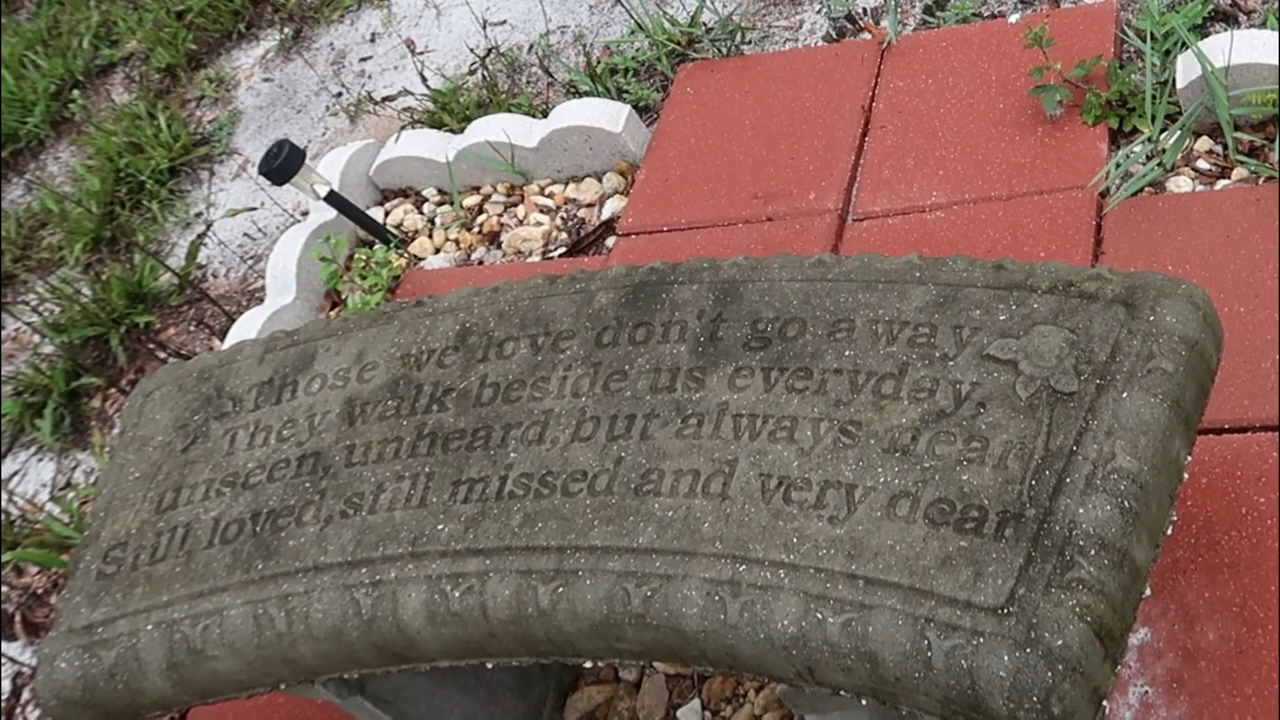 Those we love don't go away
They walk beside us everyday,
unseen, unheard, but always near
Still loved, still missed and very dear